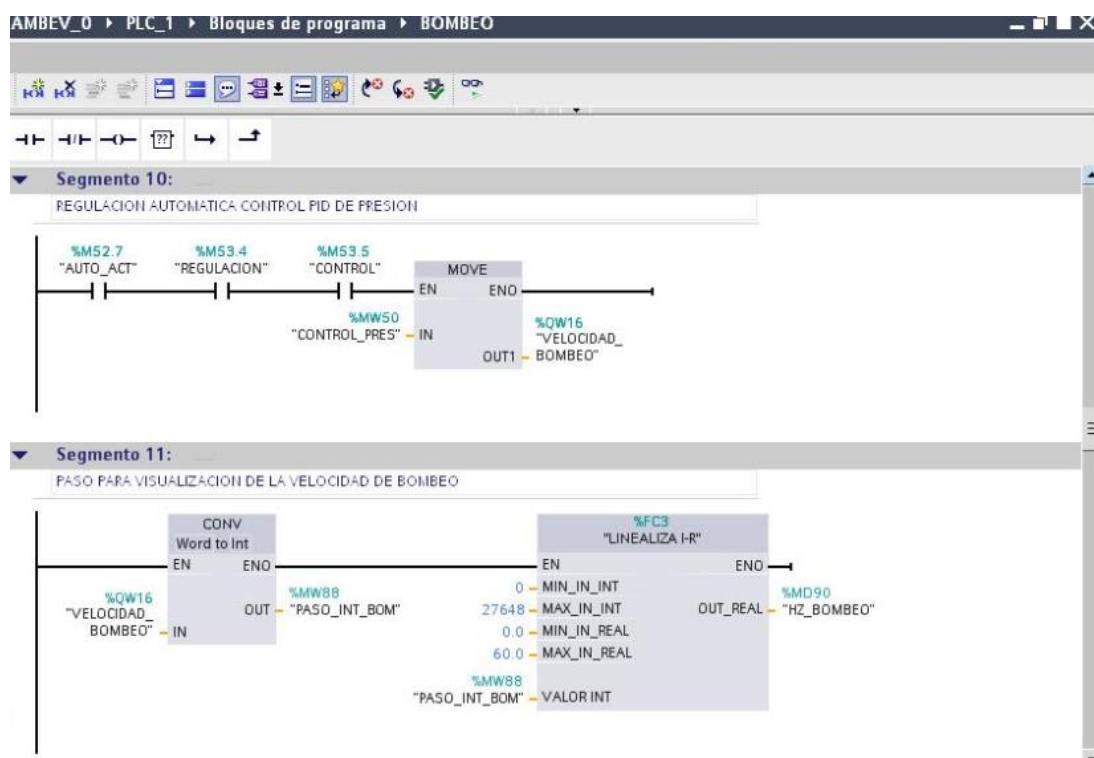 AMBEV_0 ▸ PLC_1 ▸ Bloques de programa ▸ BOMBEO
Segmento 10:
REGULACION AUTOMATICA CONTROL PID DE PRESION
%M52.7 %M53.4 %M53.5
"AUTO_ACT" "REGULACION" "CONTROL"
MOVE
EN ENO
%MW50
"CONTROL_PRES" IN
%QW16
"VELOCIDAD_
OUT1 BOMBEO"
Segmento 11:
PASO PARA VISUALIZACION DE LA VELOCIDAD DE BOMBEO
CONV
Word to Int
EN ENO
%QW16
"VELOCIDAD_
BOMBEO" IN
%MW88
OUT "PASO_INT_BOM"
%FC3
"LINEALIZA I-R"
EN ENO
0 MIN_IN_INT
27648 MAX_IN_INT
0.0 MIN_IN_REAL
60.0 MAX_IN_REAL
%MW88
"PASO_INT_BOM" VALOR INT
%MD90
OUT_REAL "HZ_BOMBEO"